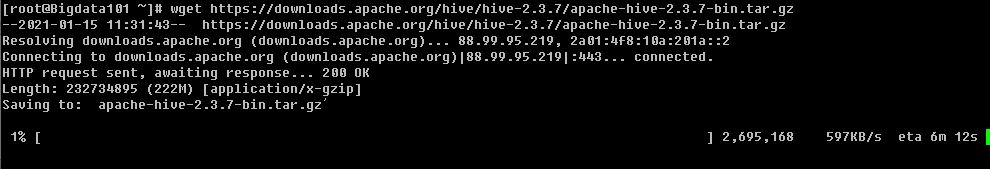 [root@Bigdata101 ~]# wget https://downloads.apache.org/hive/hive-2.3.7/apache-hive-2.3.7-bin.tar.gz
--2021-01-15 11:31:43--  https://downloads.apache.org/hive/hive-2.3.7/apache-hive-2.3.7-bin.tar.gz
Resolving downloads.apache.org (downloads.apache.org)... 88.99.95.219, 2a01:4f8:10a:201a::2
Connecting to downloads.apache.org (downloads.apache.org)|88.99.95.219|:443... connected.
HTTP request sent, awaiting response... 200 OK
Length: 232734895 (222M) [application/x-gzip]
Saving to:  apache-hive-2.3.7-bin.tar.gz’
 1% [                                                                                   ] 2,695,168    597KB/s  eta 6m 12s